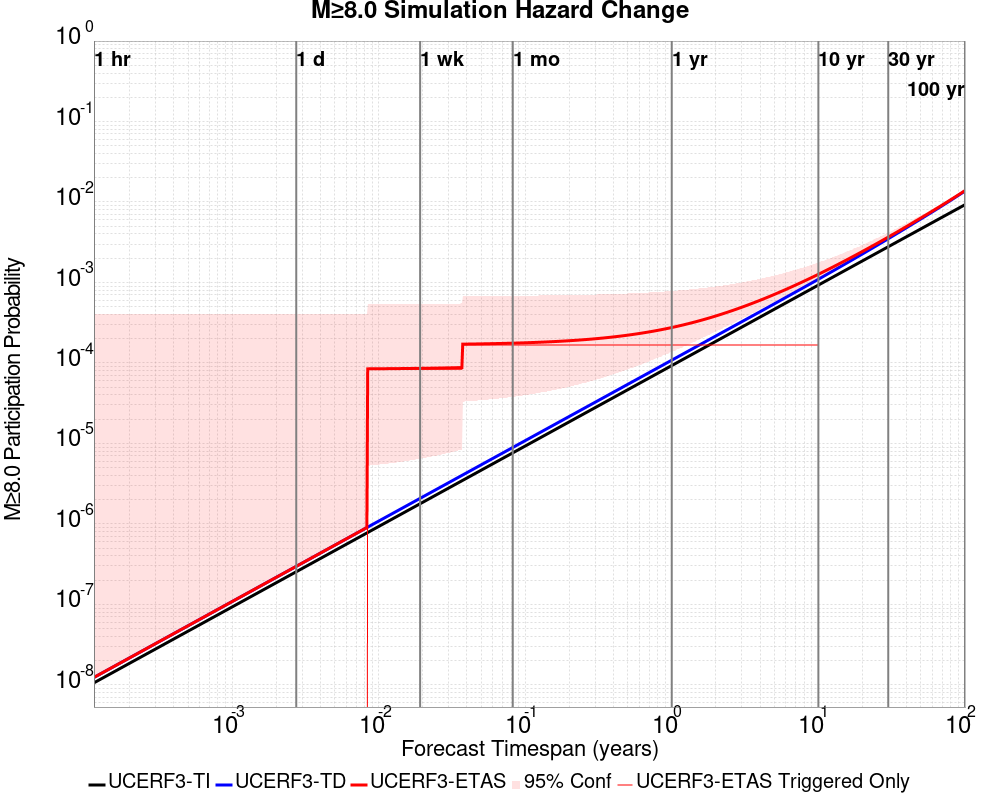 M≥8.0 Simulation Hazard Change
10^0
10^-1
10^-2
10^-3
10^-4
10^-5
10^-6
10^-7
10^-8
M≥8.0 Participation Probability
1 hr
1 d
1 wk
1 mo
1 yr
10 yr
30 yr
100 yr
10^-3
10^-2
10^-1
10^0
10^1
10^2
Forecast Timespan (years)
UCERF3-TI
UCERF3-TD
UCERF3-ETAS
95% Conf
UCERF3-ETAS Triggered Only